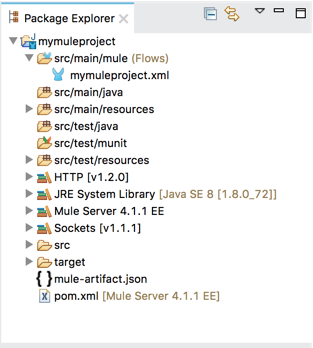 Package Explorer
mymuleproject
src/main/mule (Flows)
mymuleproject.xml
src/main/java
src/main/resources
src/test/java
src/test/munit
src/test/resources
HTTP [v1.2.0]
JRE System Library [Java SE 8 [1.8.0_72]]
Mule Server 4.1.1 EE
Sockets [v1.1.1]
src
target
mule-artifact.json
pom.xml [Mule Server 4.1.1 EE]